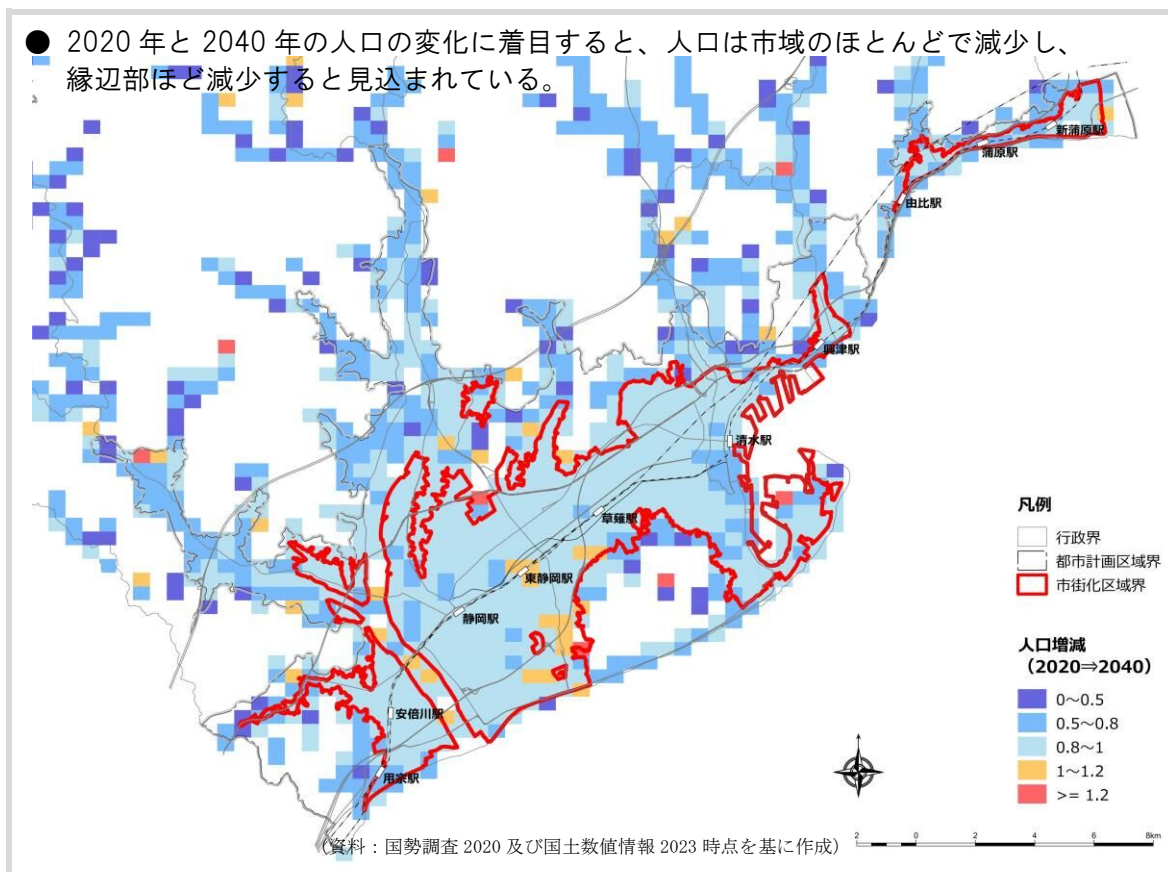 ● 2020 年と 2040 年の人口の変化に着目すると、人口は市域のほとんどで減少し、
縁辺部ほど減少すると見込まれている。
新蒲原駅
蒲原駅
由比駅
興津駅
清水駅
草薙駅
東静岡駅
静岡駅
安倍川駅
用宗駅
凡例
行政界
都市計画区域界
市街化区域界
人口増減
(2020⇒2040)
0～0.5
0.5～0.8
0.8～1
1～1.2
>= 1.2
2 0 2 4 6 8km
(資料:国勢調査 2020 及び国土数値情報 2023 時点を基に作成)